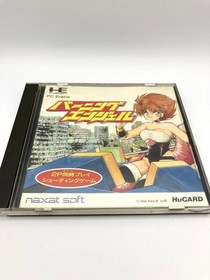 HE
PC Engine
バーニング
エンジェル
2P同時プレイ
シューティングゲーム
naxat soft
HuCARD